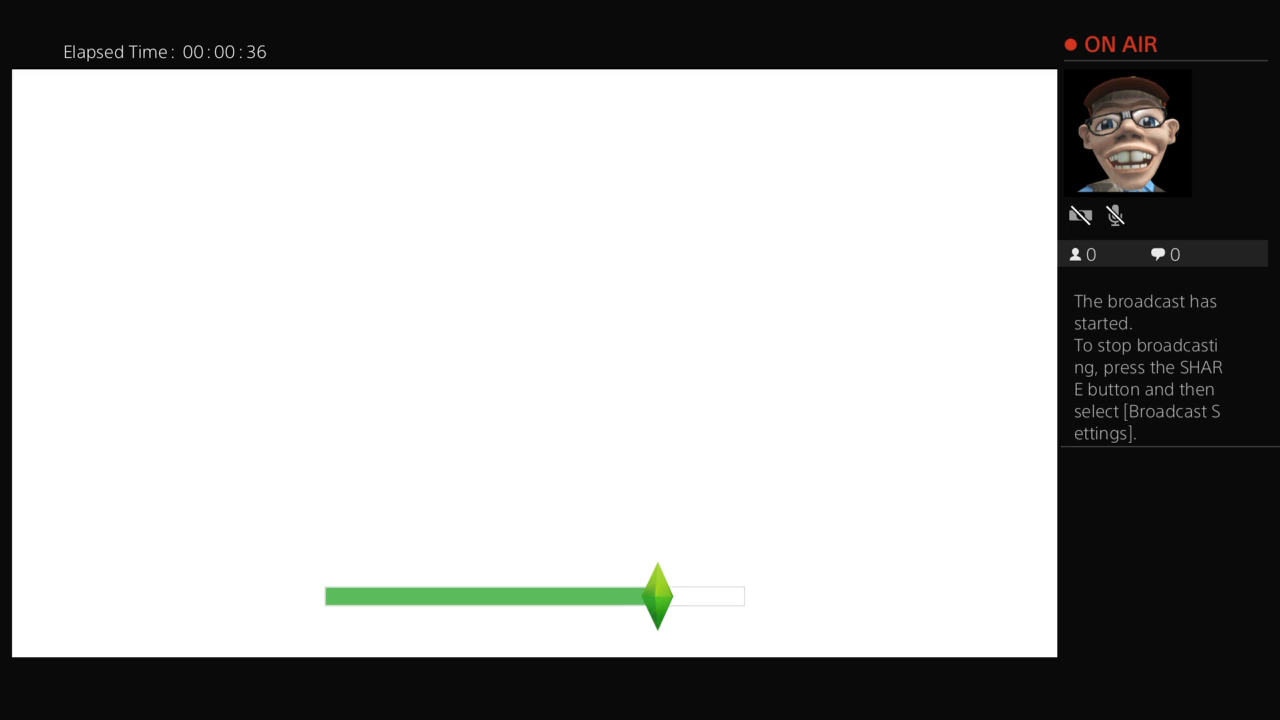 Elapsed Time: 00:00:36
ON AIR
0 0
The broadcast has
started.
To stop broadcasti
ng, press the SHAR
E button and then
select [Broadcast S
ettings].